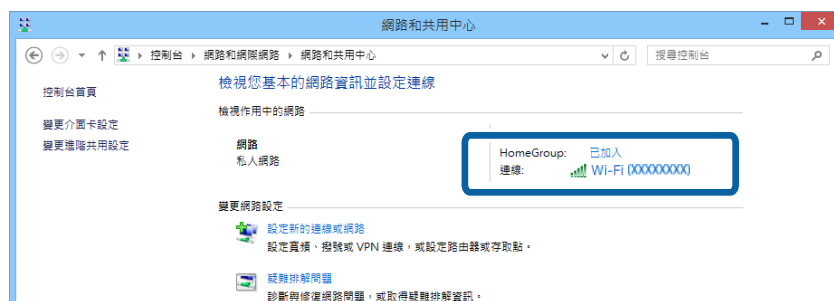 網路和共用中心
控制台 ▸ 網路和網際網路 ▸ 網路和共用中心
搜尋控制台
控制台首頁
變更介面卡設定
變更進階共用設定
檢視您基本的網路資訊並設定連線
檢視作用中的網路
網路
私人網路
HomeGroup: 已加入
連線: Wi-Fi (XXXXXXXX)
變更網路設定
設定新的連線或網路
設定寬頻、撥號或 VPN 連線，或設定路由器或存取點。
疑難排解問題
診斷與修復網路問題，或取得疑難排解資訊。